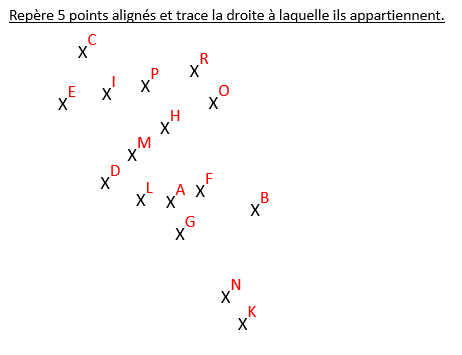 Repère 5 points alignés et trace la droite à laquelle ils appartiennent.
X C
X R
X P
X I
X E
X O
X H
X M
X D
X F
X L
X A
X B
X G
X N
X K